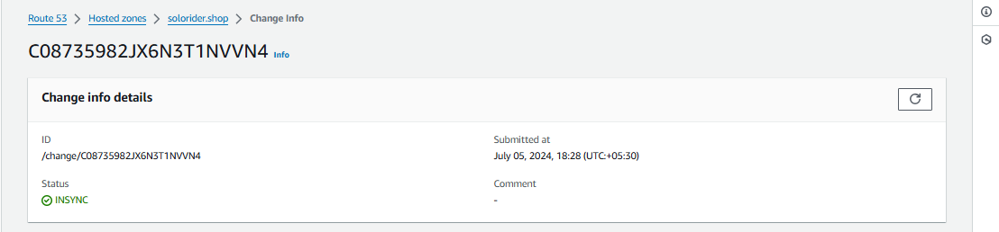 Route 53 > Hosted zones > solorider.shop > Change Info
C08735982JX6N3T1NVVN4 Info
Change info details
ID
/change/C08735982JX6N3T1NVVN4
Submitted at
July 05, 2024, 18:28 (UTC:+05:30)
Status
INSYNC
Comment
-